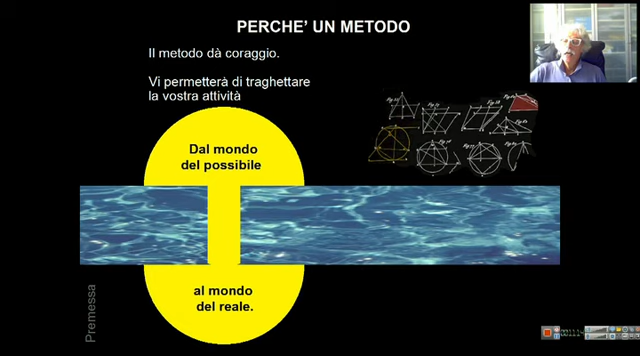 PERCHE' UN METODO
Il metodo dà coraggio.
Vi permetterà di traghettare
la vostra attività
Dal mondo
del possibile
al mondo
del reale.
Premessa